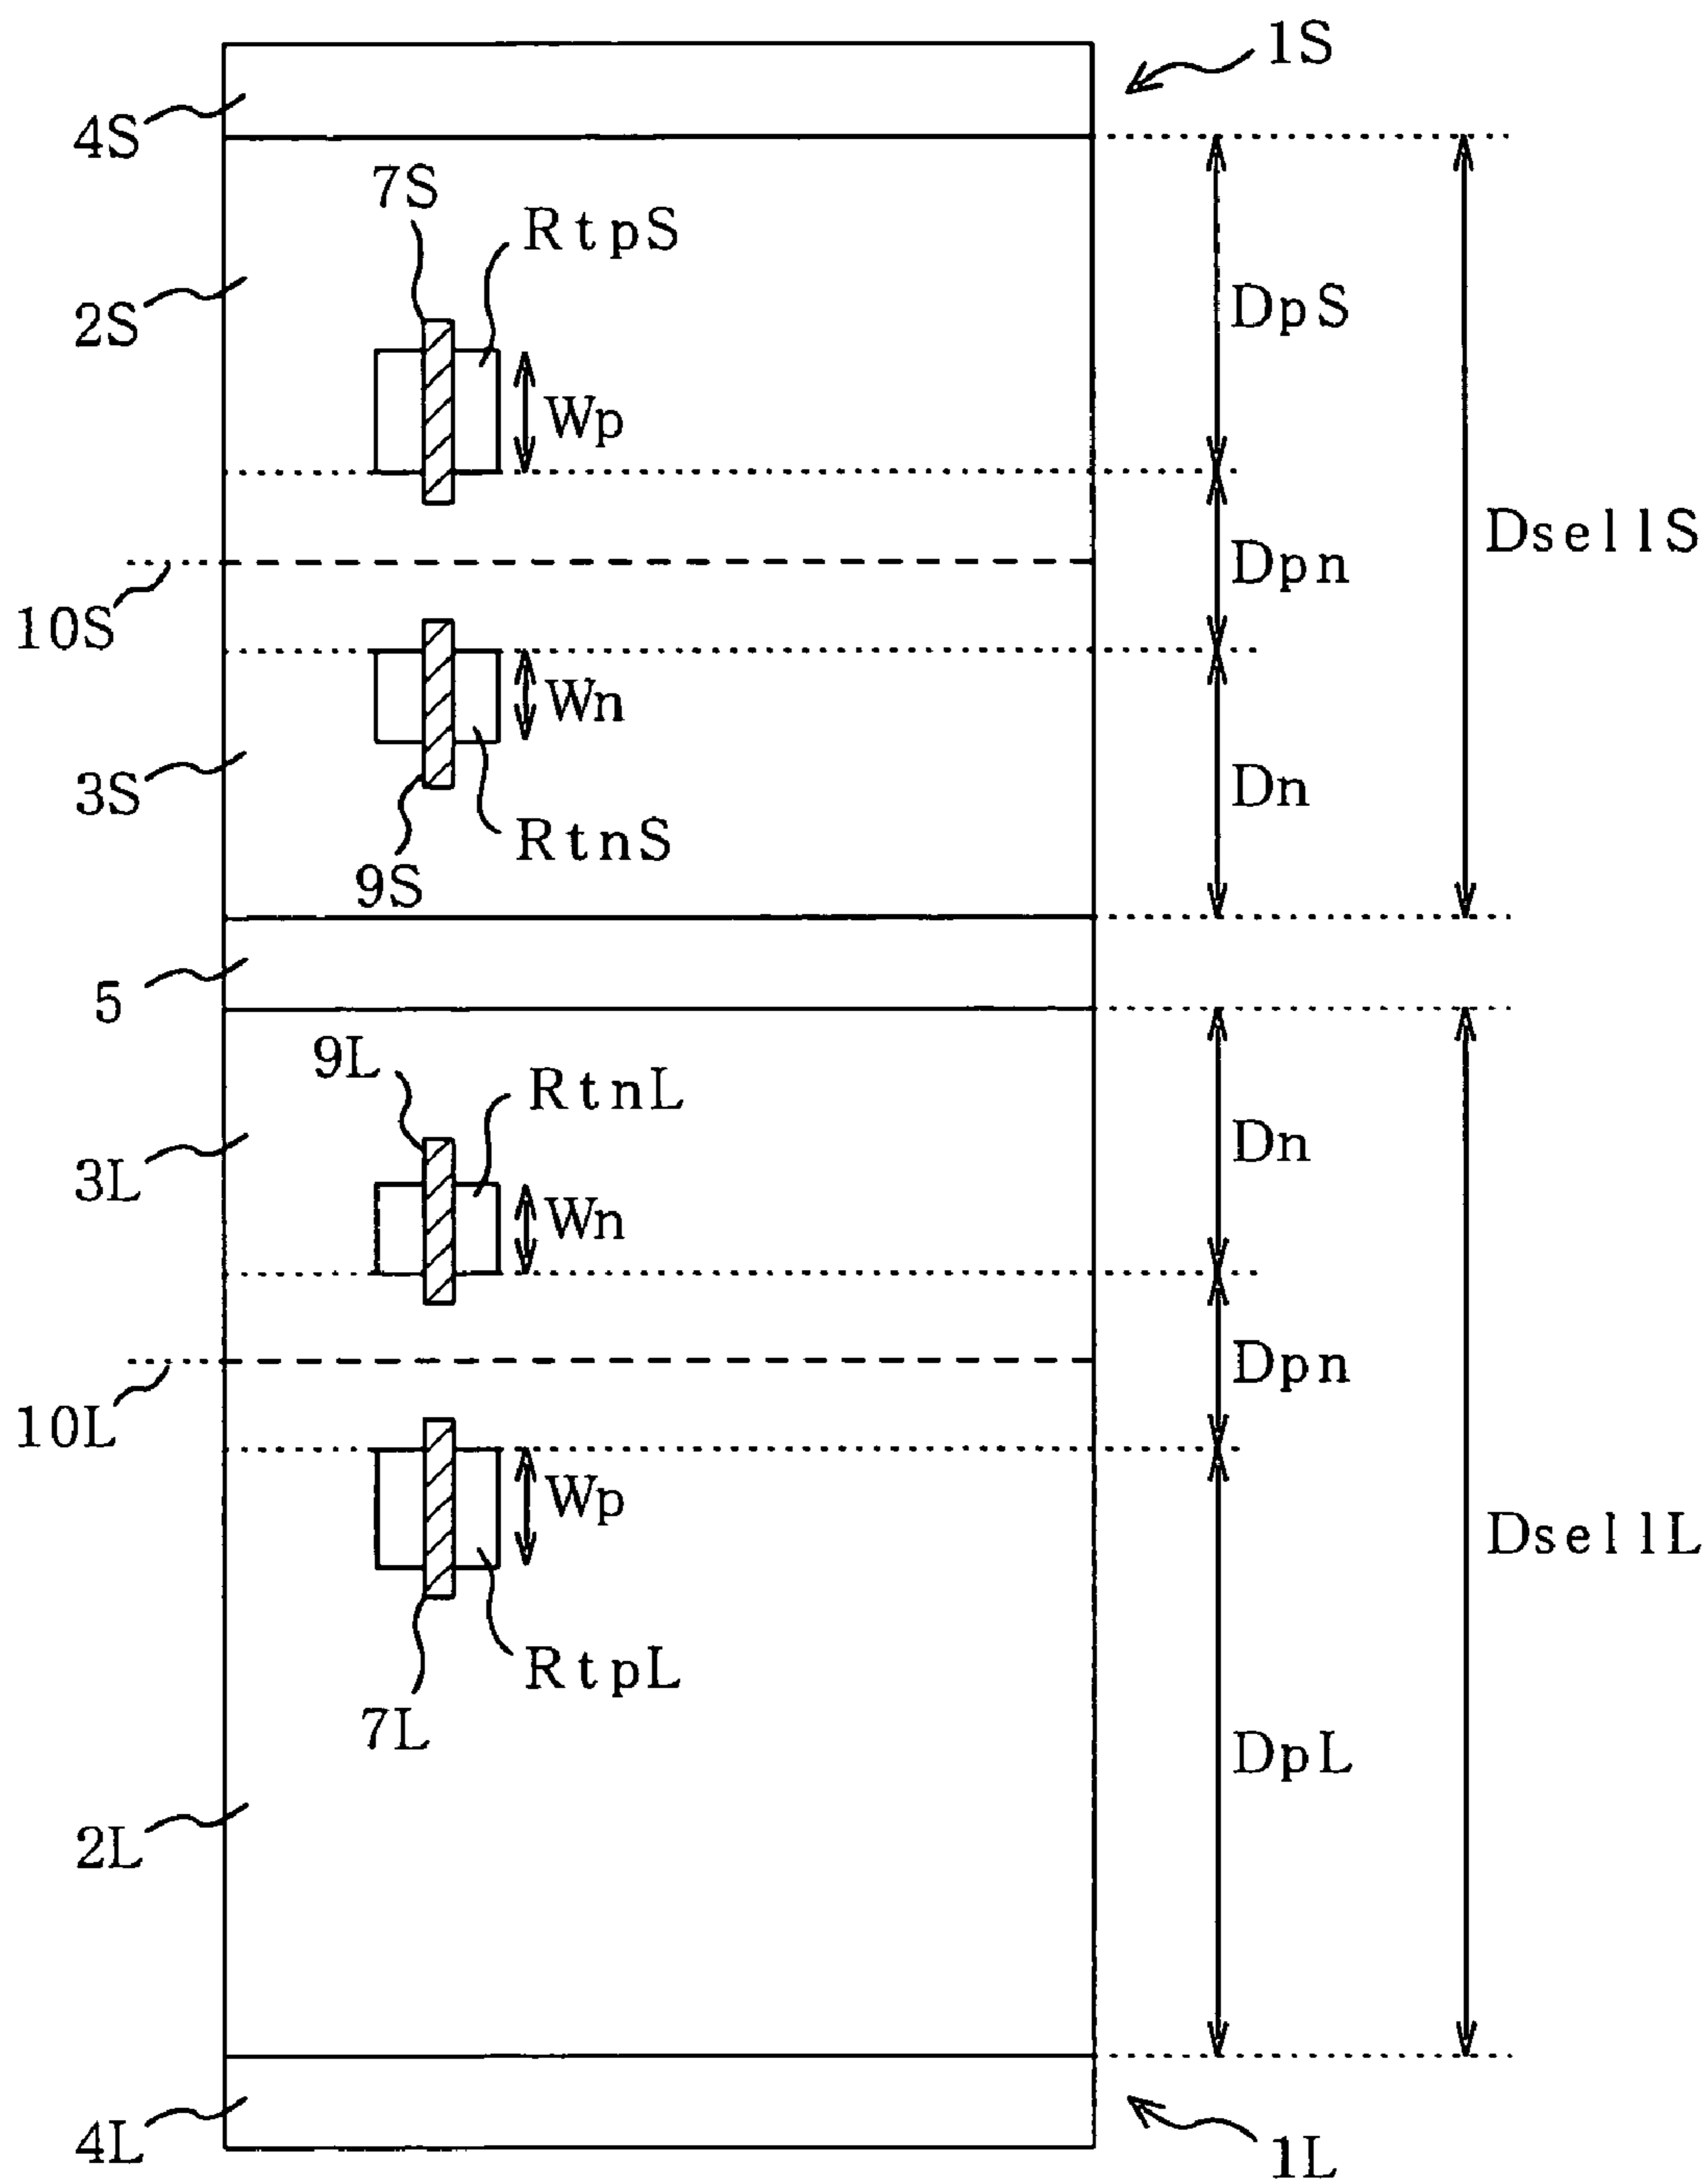 1S
4S
7S
RtpS
2S
DpS
Wp
DsellS
Dpn
10S
Wn
3S
Dn
RtnS
9S
5
9L
RtnL
Dn
3L
Wn
Dpn
10L
Wp
DsellL
RtpL
7L
DpL
2L
4L
1L